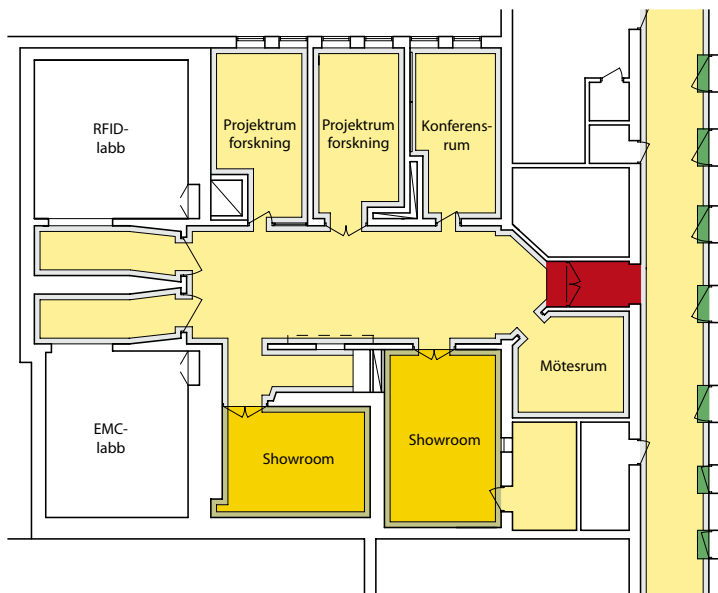 RFID-
labb
Projektrum
forskning
Projektrum
forskning
Konferens-
rum
Mötesrum
EMC-
labb
Showroom
Showroom